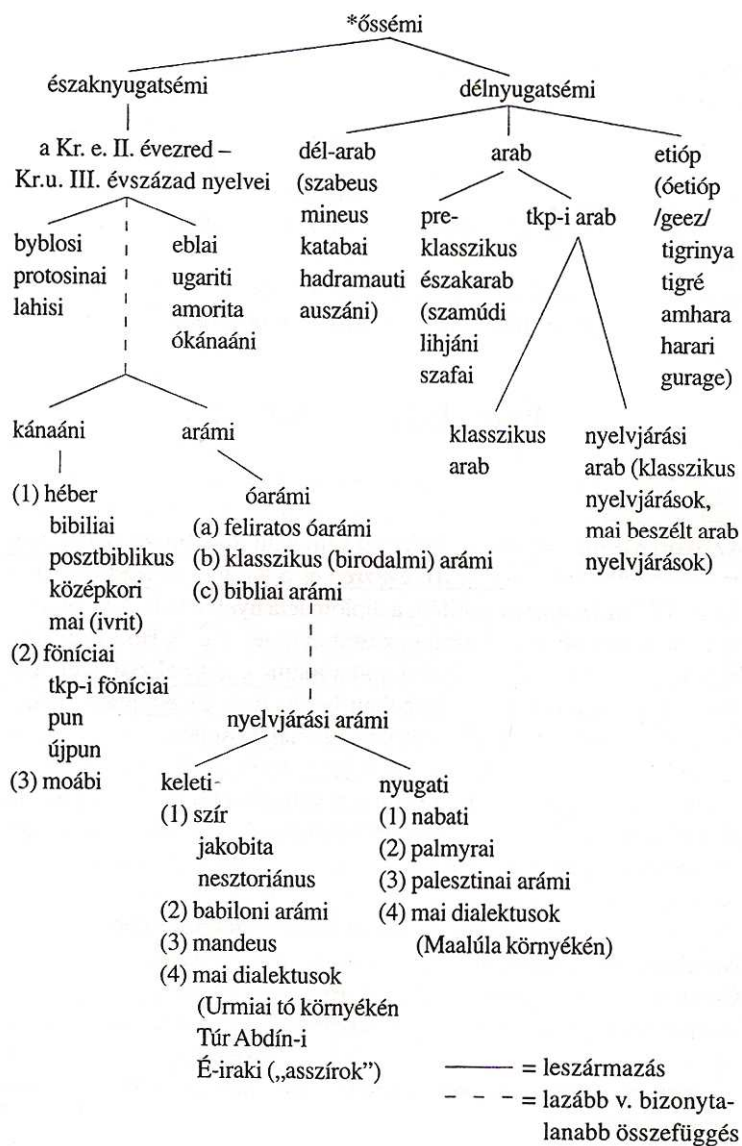 *őssémi
északnyugatsémi
délnyugatsémi
a Kr. e. II. évezred –
Kr.u. III. évszázad nyelvei
byblosi
protosinai
lahisi
eblai
ugariti
amorita
ókánaáni
dél-arab
(szabeus
mineus
katabai
hadramauti
auszáni)
arab
pre-
klasszikus
északarab
(szamúdi
lihjáni
szafai
tkp-i arab
etióp
(óetióp
/geez/
tigrinya
tigré
amhara
harari
gurage)
klasszikus
arab
nyelvjárási
arab (klasszikus
nyelvjárások,
mai beszélt arab
nyelvjárások)
kánaáni
arámi
(1) héber
bibiliai
posztbiblikus
középkori
mai (ivrit)
(2) föníciai
tkp-i föníciai
pun
újpun
(3) moábi
óarámi
(a) feliratos óarámi
(b) klasszikus (birodalmi) arámi
(c) bibliai arámi
nyelvjárási arámi
keleti-
(1) szír
jakobita
nesztoriánus
(2) babiloni arámi
(3) mandeus
(4) mai dialektusok
(Urmiai tó környékén
Túr Abdín-i
É-iraki („asszírok”)
nyugati
(1) nabati
(2) palmyrai
(3) palesztinai arámi
(4) mai dialektusok
(Maalúla környékén)
= leszármazás
= lazább v. bizonyta-
lanabb összefüggés